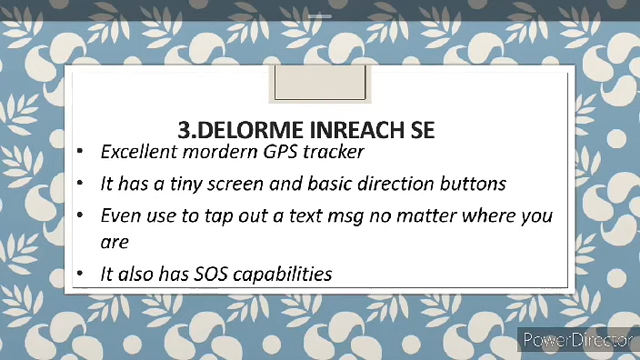 3.DELORME INREACH SE
• Excellent mordern GPS tracker
• It has a tiny screen and basic direction buttons
• Even use to tap out a text msg no matter where you
are
• It also has SOS capabilities
PowerDirector